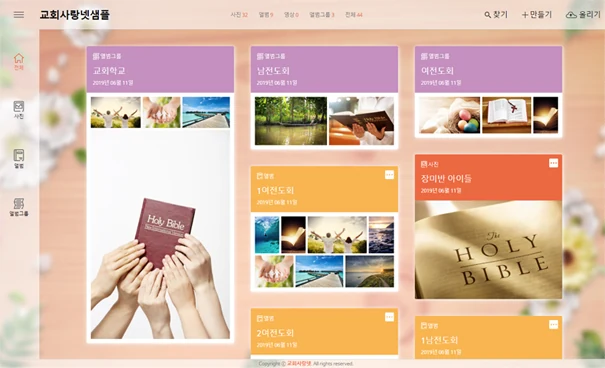 교회사랑넷샘플
사진 32 앨범 9 영상 0 앨범그룹 3 전체 44
찾기 만들기 올리기
전체
사진
앨범
앨범그룹
앨범그룹
교회학교
2019년 06월 11일
Holy Bible
앨범그룹
남전도회
2019년 06월 11일
앨범
1여전도회
2019년 06월 11일
앨범
2여전도회
2019년 06월 11일
앨범그룹
여전도회
2019년 06월 11일
사진
장미반 아이들
2019년 06월 11일
The
HOLY
BIBLE
앨범
1남전도회
2019년 06월 11일
Copyright ⓒ 교회사랑넷. All rights reserved.